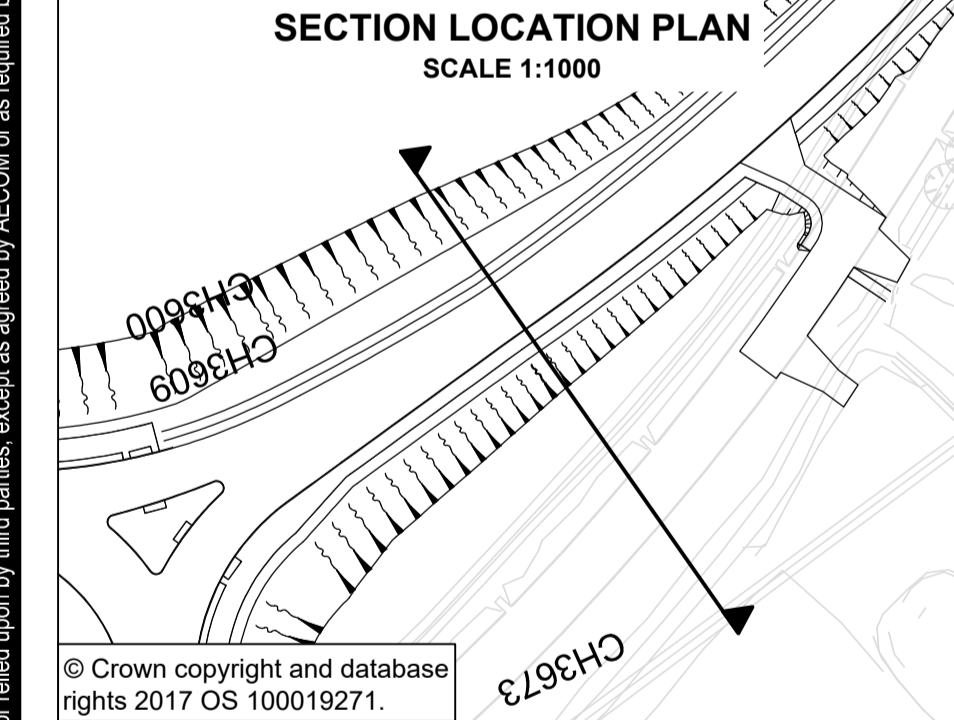 SECTION LOCATION PLAN
SCALE 1:1000
CH3600
CH3609
CH3673
© Crown copyright and database
rights 2017 OS 100019271.
relied upon by third parties, except as agreed by AECOM or as required